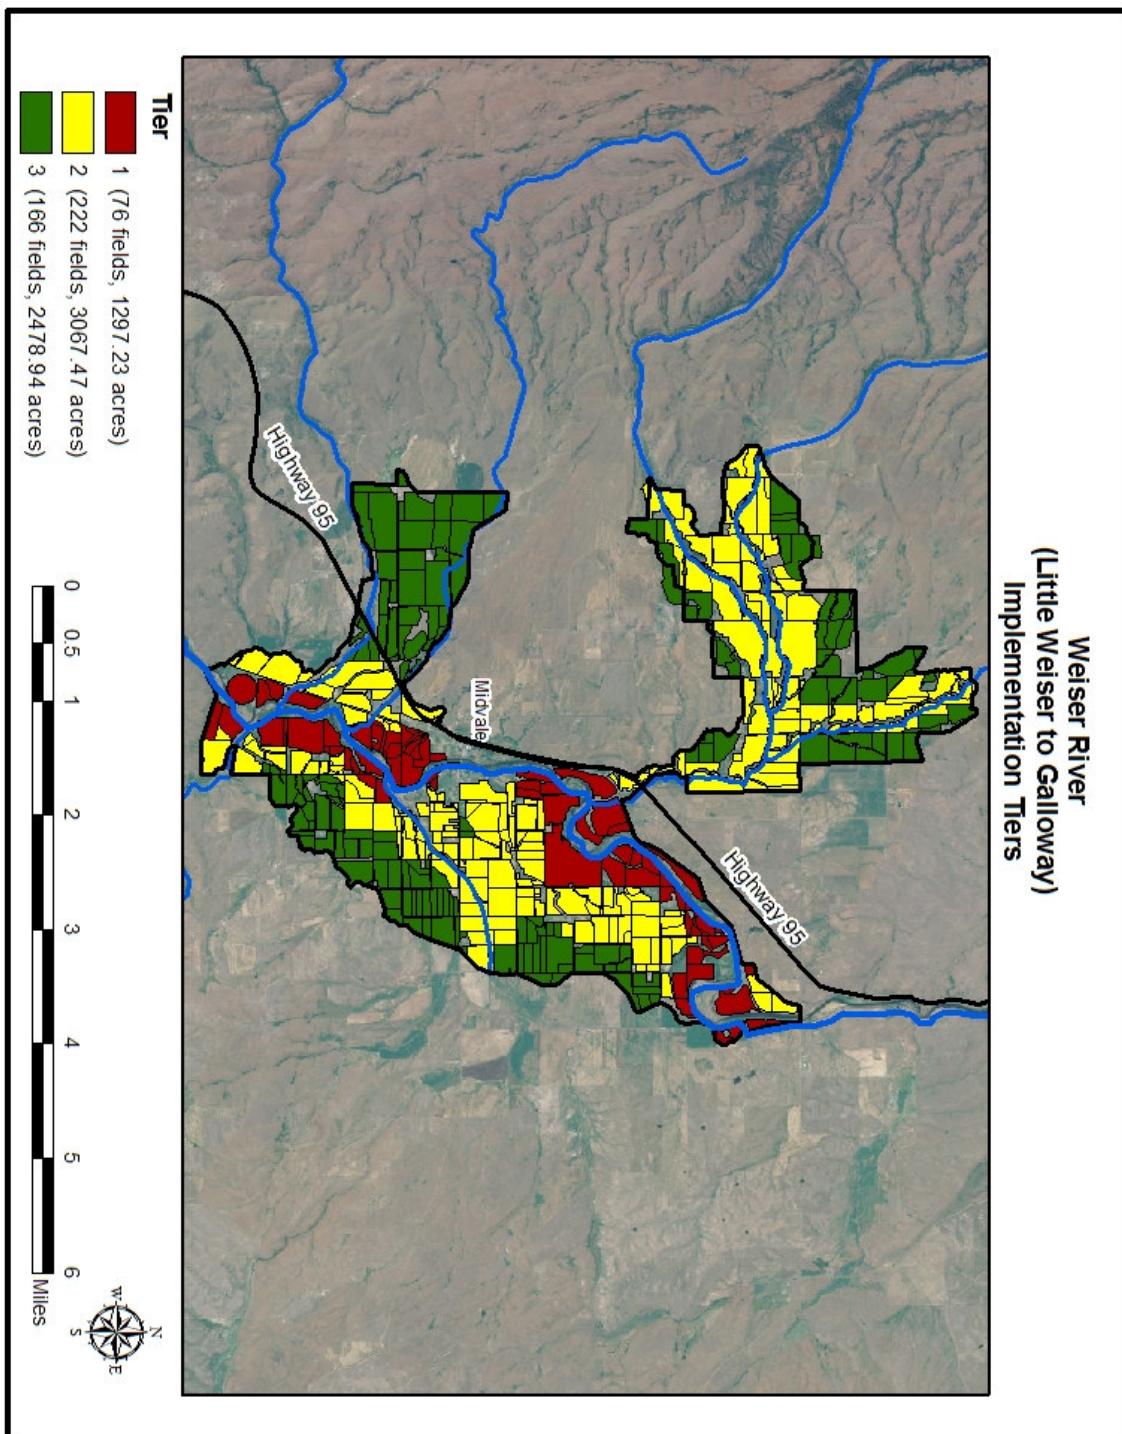 Weiser River
(Little Weiser to Galloway)
Implementation Tiers
Highway 95
Midvale
Highway 95
Tier
1 (76 fields, 1297.23 acres)
2 (222 fields, 3067.47 acres)
3 (166 fields, 2478.94 acres)
0 0.5 1 2 3 4 5 6
Miles
N
W E
S